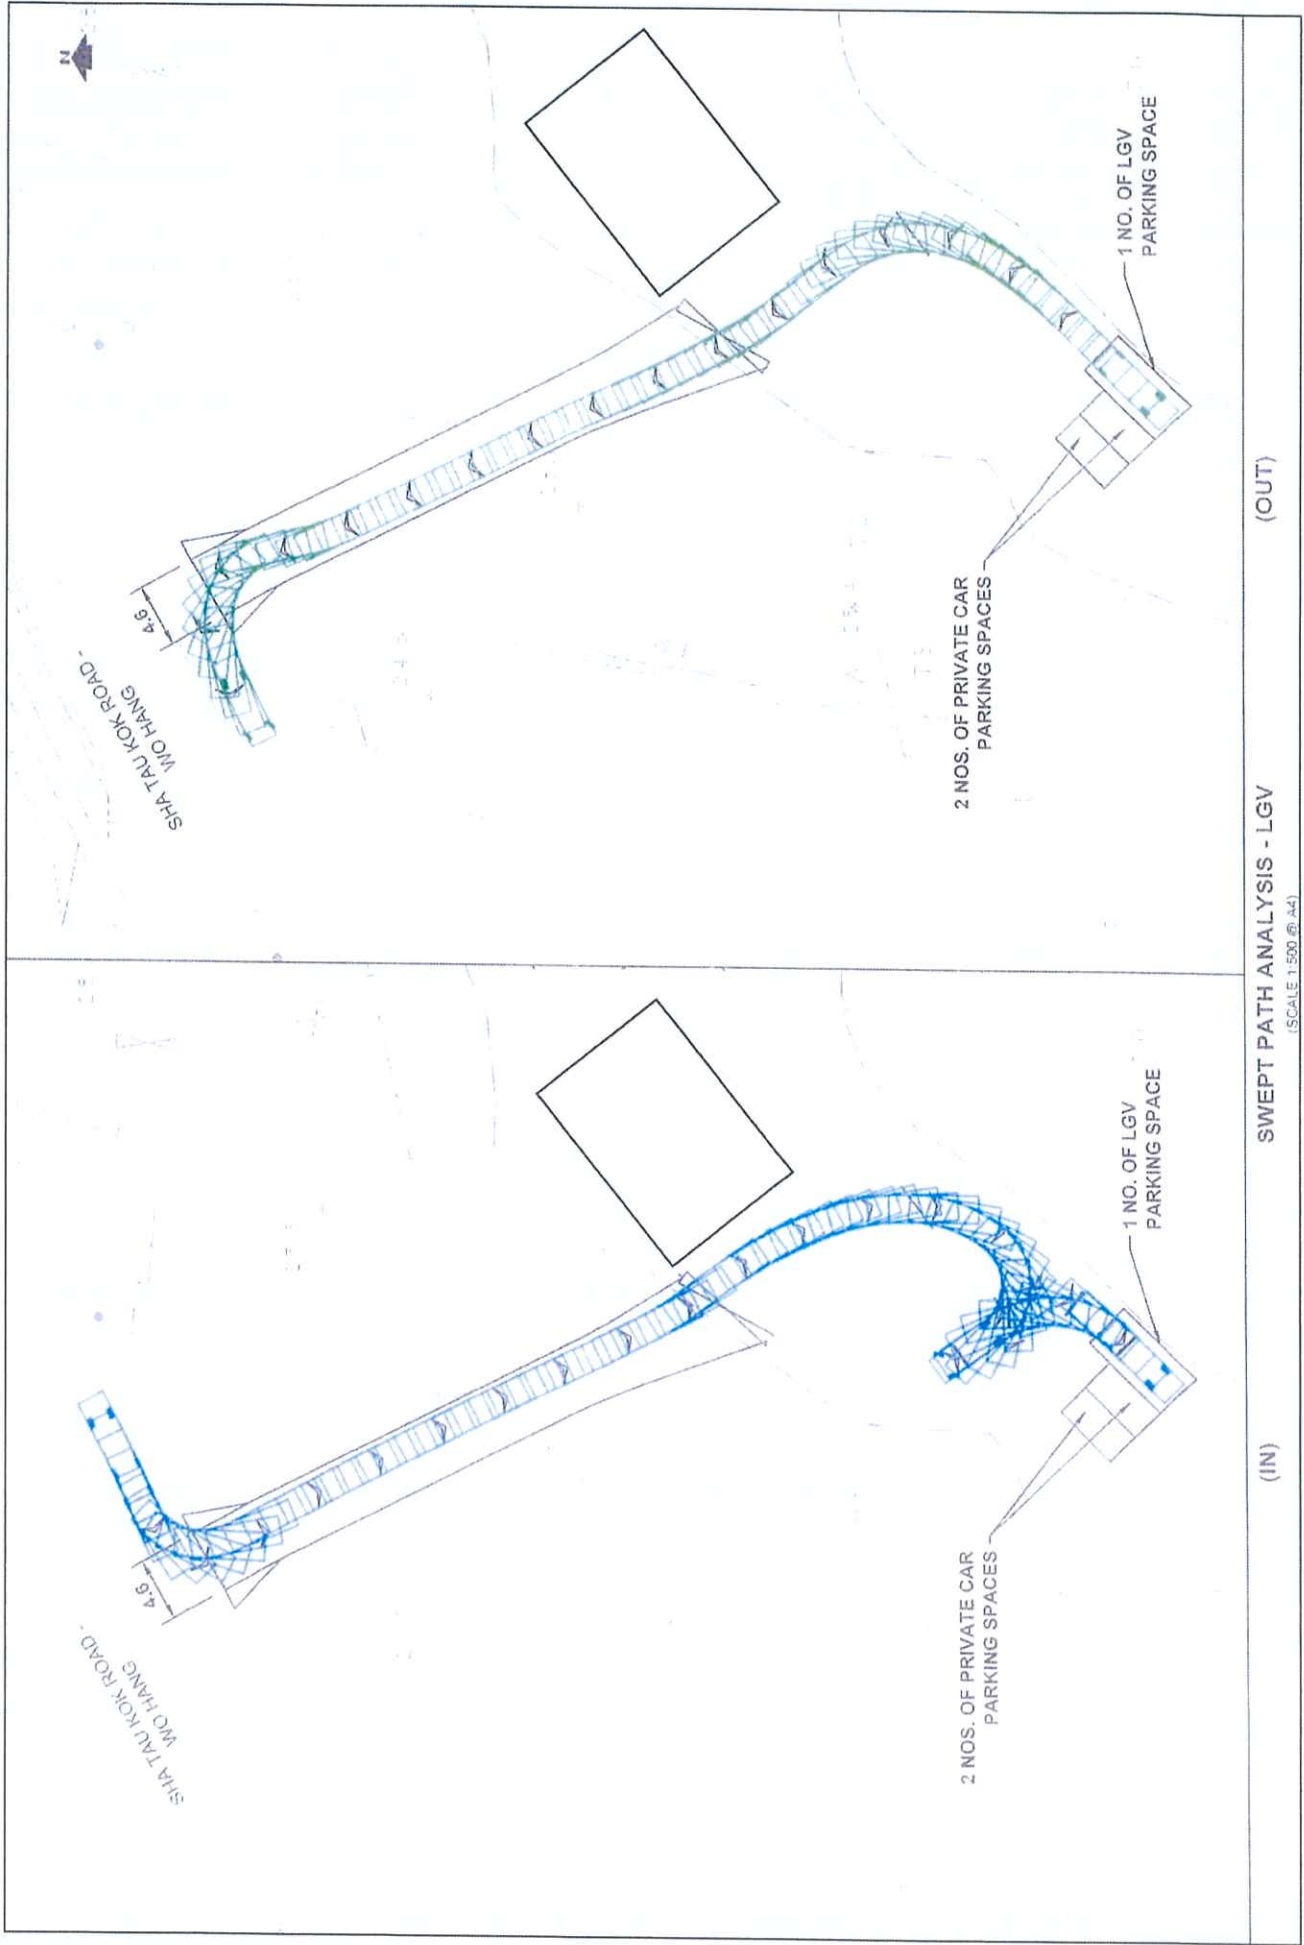 SHA TAU KOK ROAD -
WO HANG
4.6
2 NOS. OF PRIVATE CAR
PARKING SPACES
1 NO. OF LGV
PARKING SPACE
(IN)
N
SHA TAU KOK ROAD -
WO HANG
4.6
2 NOS. OF PRIVATE CAR
PARKING SPACES
1 NO. OF LGV
PARKING SPACE
(OUT)
SWEPT PATH ANALYSIS - LGV
(SCALE 1:500 @ A4)